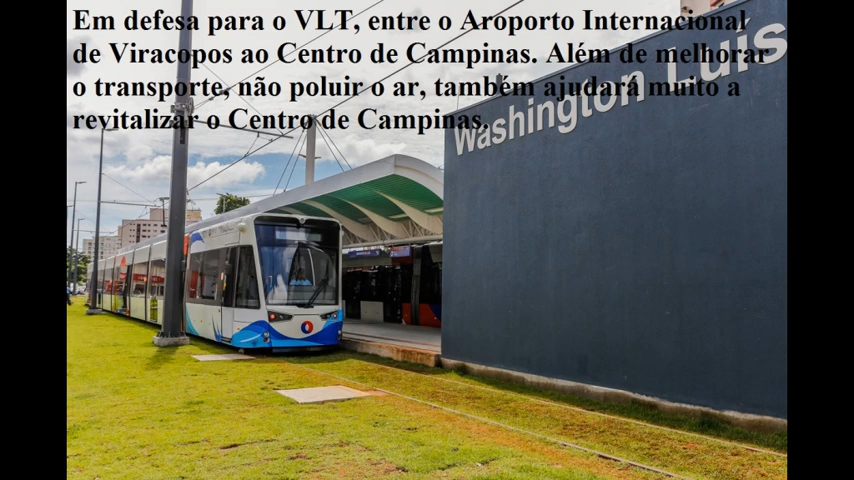 Em defesa para o VLT, entre o Aroporto Internacional
de Viracopos ao Centro de Campinas. Além de melhorar
o transporte, não poluir o ar, também ajudará muito a
revitalizar o Centro de Campinas.
Washington Luís